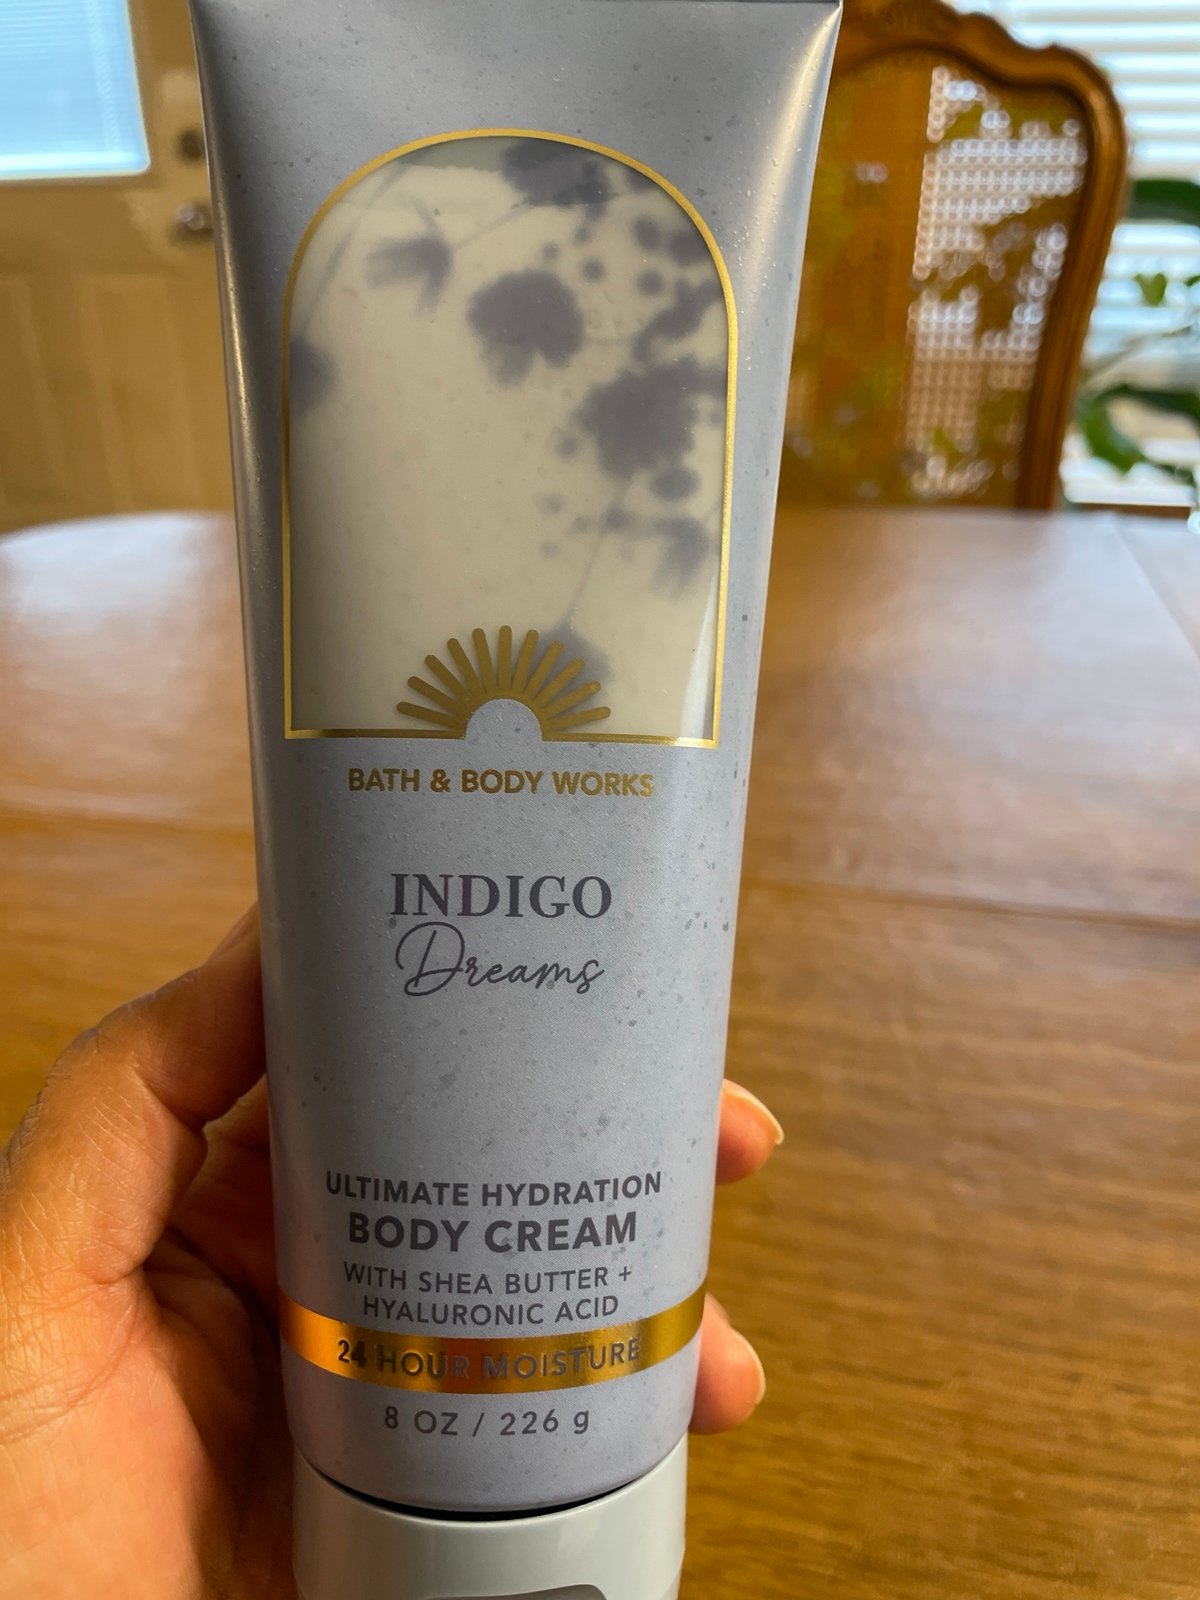 BATH & BODY WORKS
INDIGO
Dreams
ULTIMATE HYDRATION
BODY CREAM
WITH SHEA BUTTER +
HYALURONIC ACID
24 HOUR MOISTURE
8 OZ / 226 g